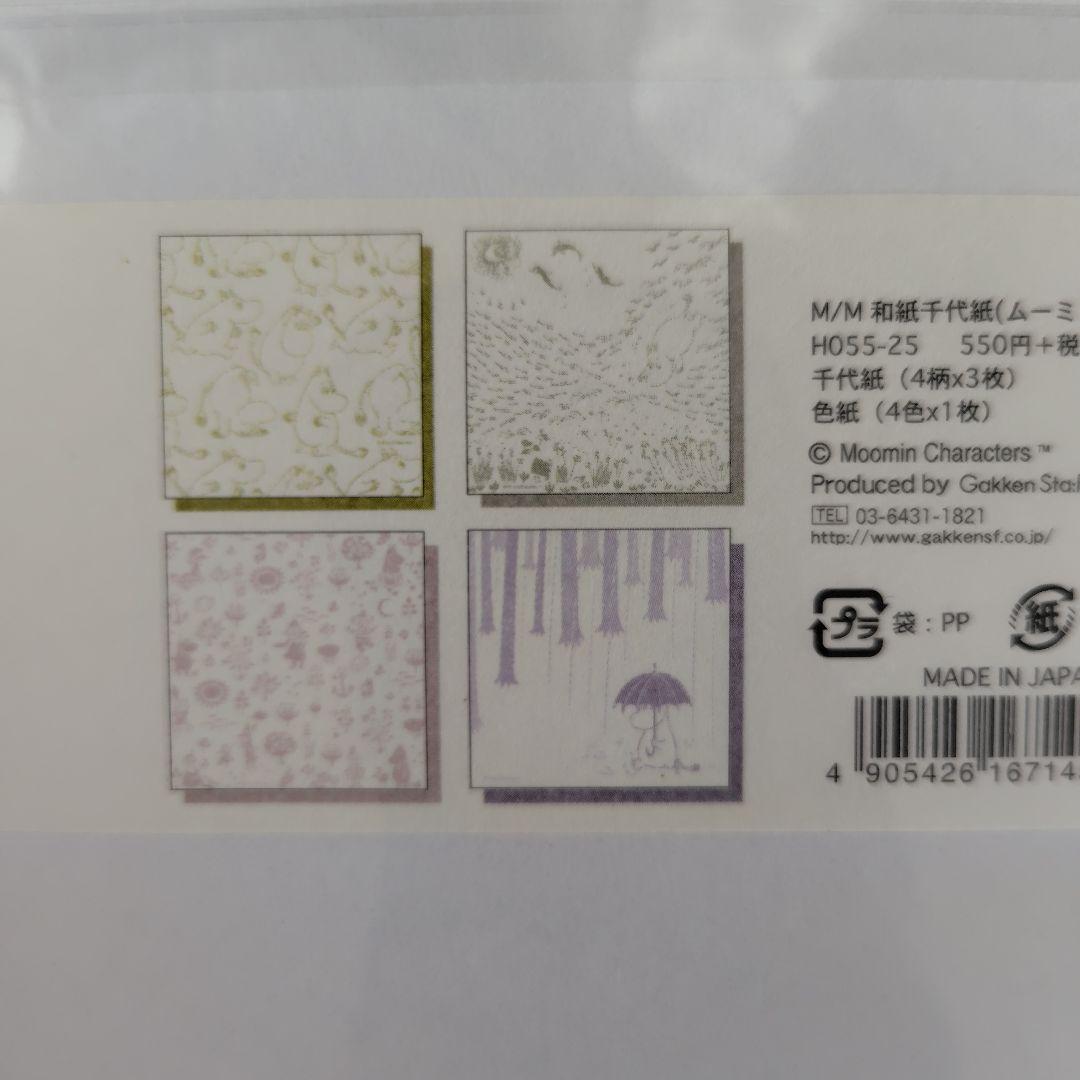 M/M 和紙千代紙(ムーミ
H055-25 550円+税
千代紙（4柄x3枚）
色紙（4色x1枚）
© Moomin Characters ™
Produced by Gakken Sta:F
TEL 03-6431-1821
http://www.gakkensf.co.jp/
プラ 袋：PP 紙
MADE IN JAPA
4 905426 16714